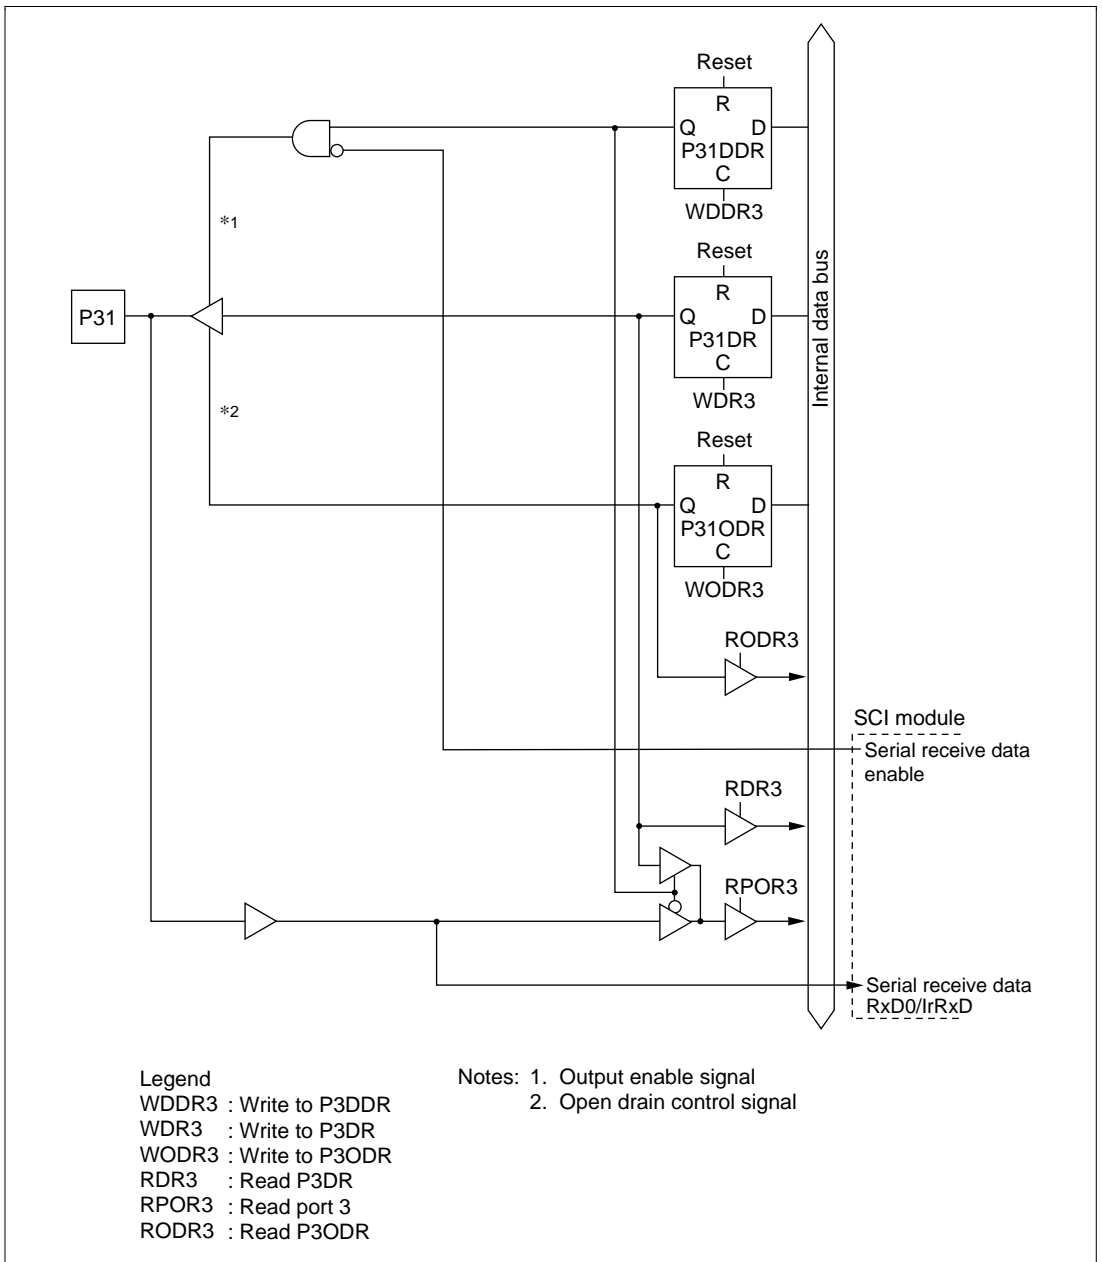 Reset
R
Q D
P31DDR
C
WDDR3
*1
Reset
R
P31
Q D
P31DR
C
WDR3
Internal data bus
*2
Reset
R
Q D
P31ODR
C
WODR3
RODR3
SCI module
Serial receive data
enable
RDR3
RPOR3
Serial receive data
RxD0/IrRxD
Legend
WDDR3 : Write to P3DDR
WDR3 : Write to P3DR
WODR3 : Write to P3ODR
RDR3 : Read P3DR
RPOR3 : Read port 3
RODR3 : Read P3ODR
Notes: 1. Output enable signal
2. Open drain control signal